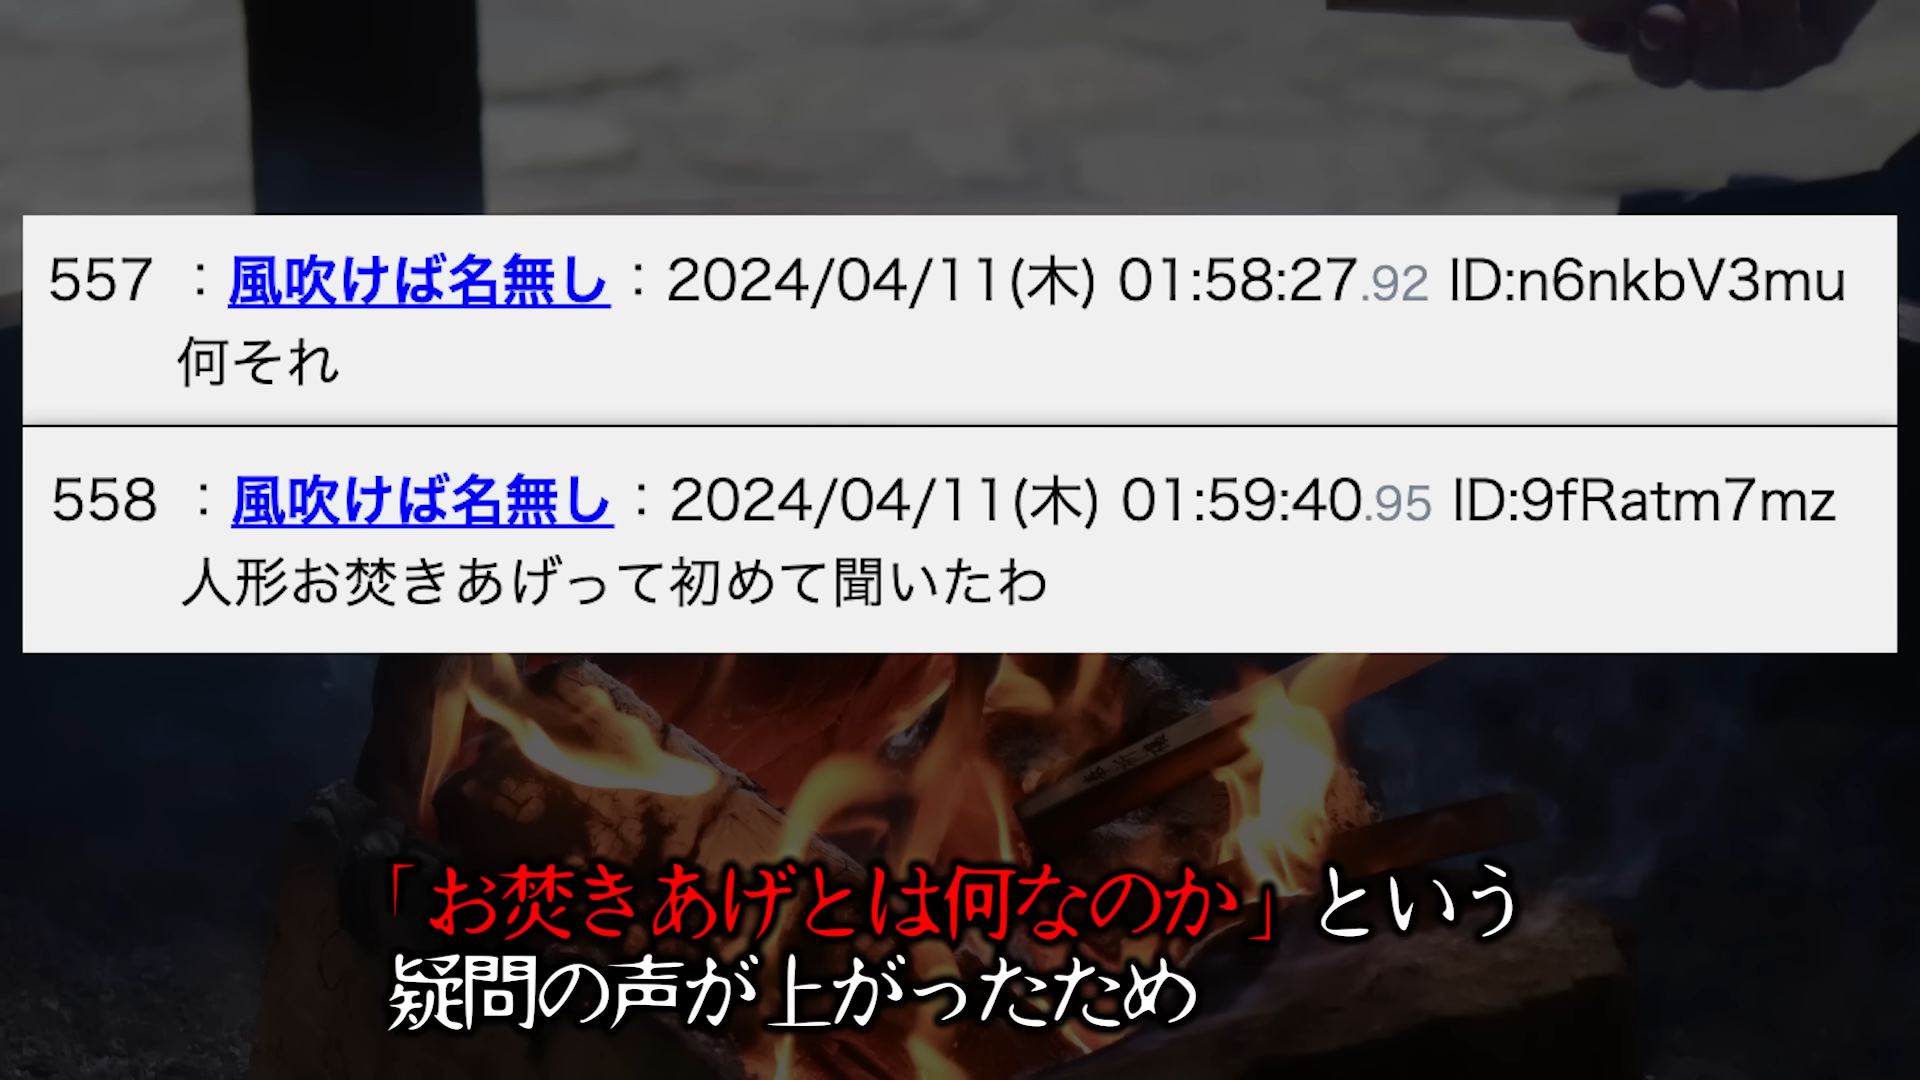 557 ：風吹けば名無し：2024/04/11(木) 01:58:27.92 ID:n6nkbV3mu
何それ
558 ：風吹けば名無し：2024/04/11(木) 01:59:40.95 ID:9fRatm7mz
人形お焚きあげって初めて聞いたわ
「お焚きあげとは何なのか」という
疑問の声が上がったため